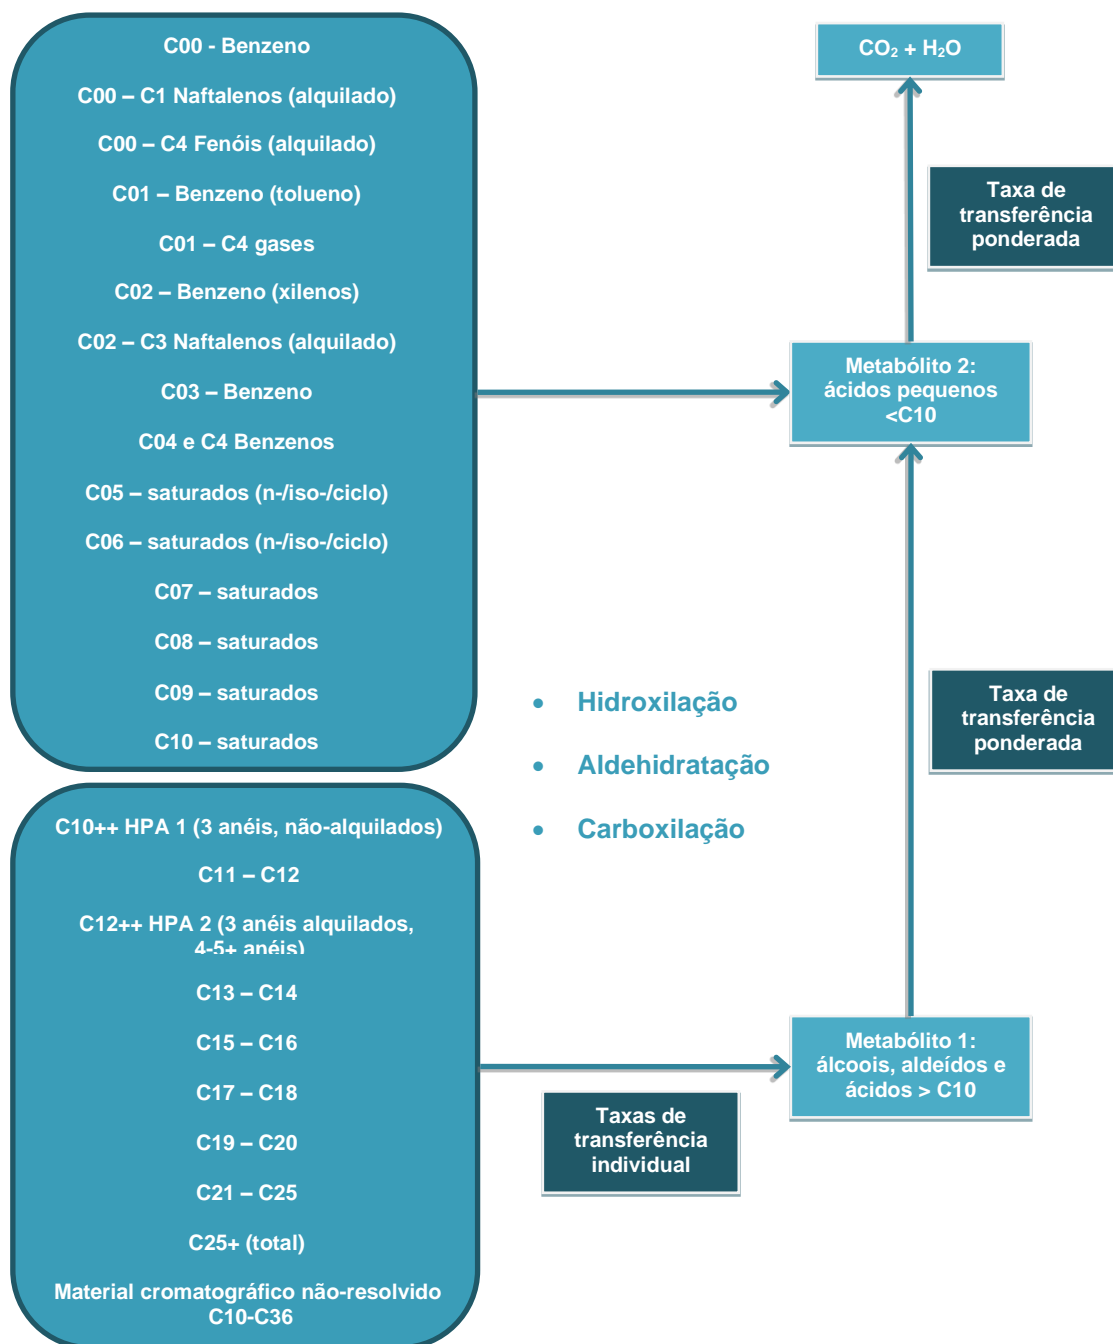 C00 - Benzeno
C00 – C1 Naftalenos (alquilado)
C00 – C4 Fenóis (alquilado)
C01 – Benzeno (tolueno)
C01 – C4 gases
C02 – Benzeno (xilenos)
C02 – C3 Naftalenos (alquilado)
C03 – Benzeno
C04 e C4 Benzenos
C05 – saturados (n-/iso-/ciclo)
C06 – saturados (n-/iso-/ciclo)
C07 – saturados
C08 – saturados
C09 – saturados
C10 – saturados
CO₂ + H₂O
Taxa de
transferência
ponderada
Metabólito 2:
ácidos pequenos
<C10
Taxa de
transferência
ponderada
• Hidroxilação
• Aldehidratação
• Carboxilação
C10++ HPA 1 (3 anéis, não-alquilados)
C11 – C12
C12++ HPA 2 (3 anéis alquilados,
4-5+ anéis)
C13 – C14
C15 – C16
C17 – C18
C19 – C20
C21 – C25
C25+ (total)
Material cromatográfico não-resolvido
C10-C36
Metabólito 1:
álcoois, aldeídos e
ácidos > C10
Taxas de
transferência
individual